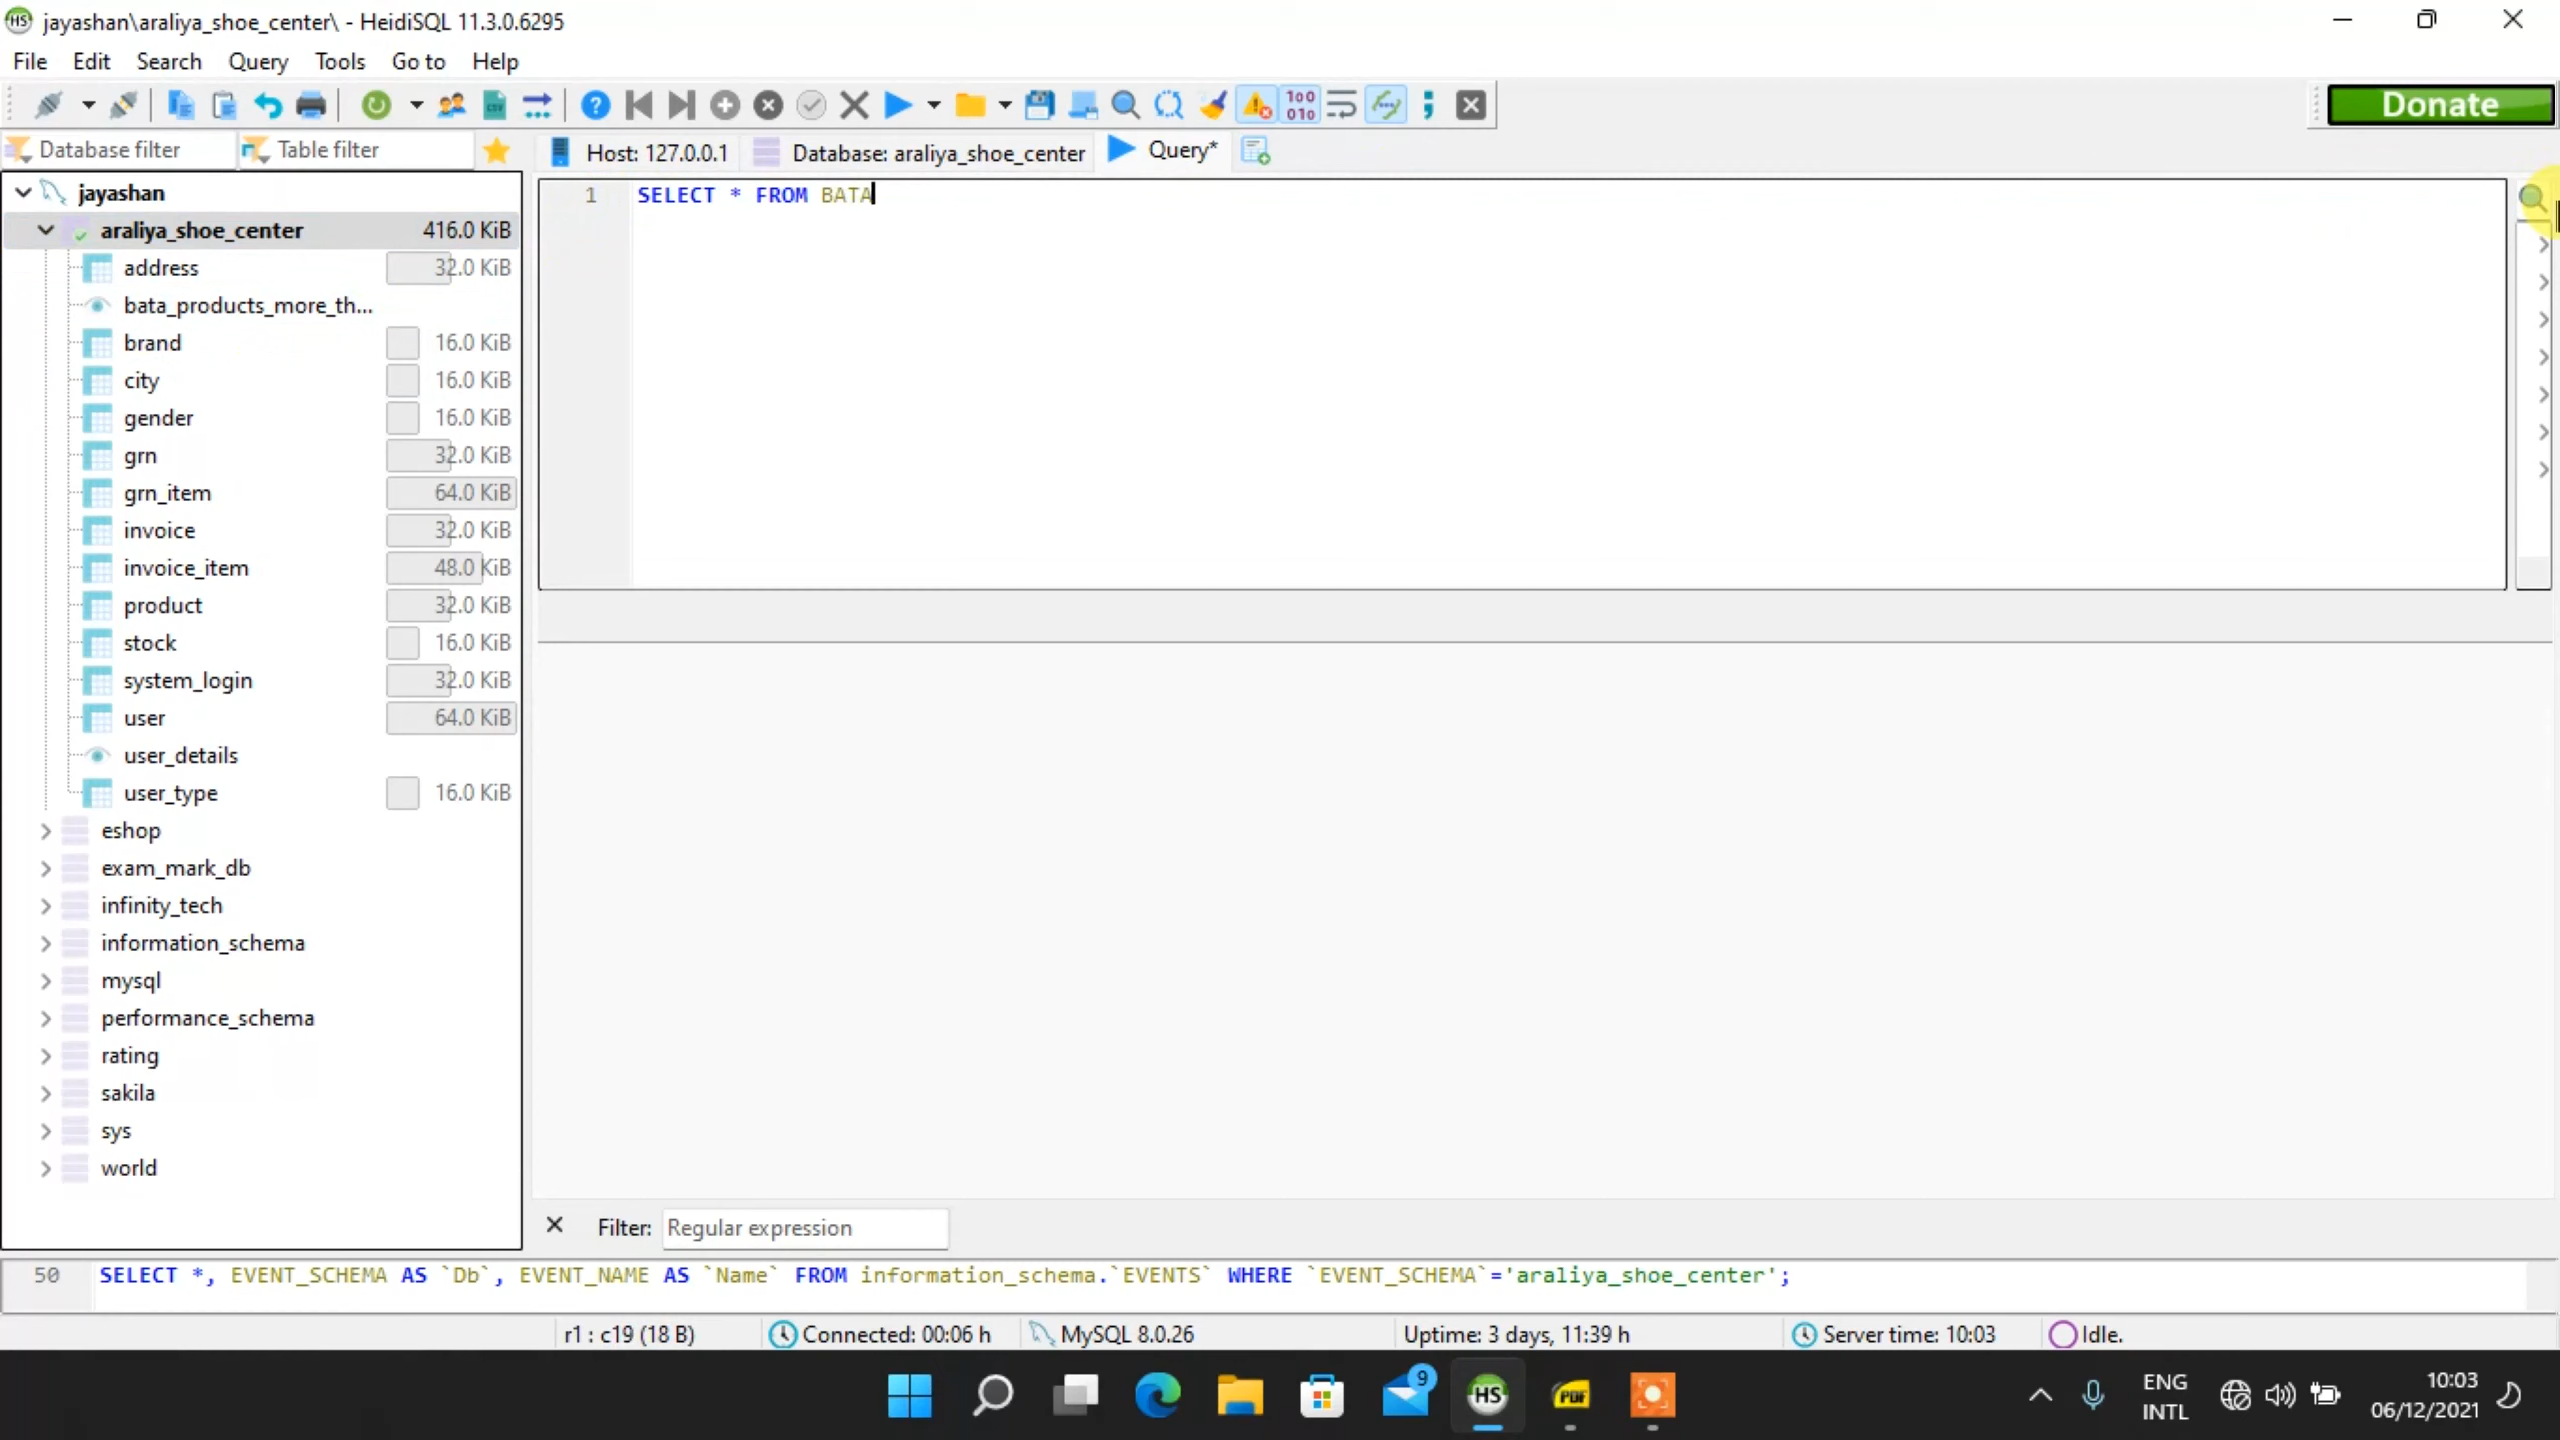 jayashan\araliya_shoe_center\ - HeidiSQL 11.3.0.6295
File Edit Search Query Tools Go to Help
Donate
Database filter Table filter Host: 127.0.0.1 Database: araliya_shoe_center Query*
jayashan
araliya_shoe_center 416.0 KiB
address 32.0 KiB
bata_products_more_th...
brand 16.0 KiB
city 16.0 KiB
gender 16.0 KiB
grn 32.0 KiB
grn_item 64.0 KiB
invoice 32.0 KiB
invoice_item 48.0 KiB
product 32.0 KiB
stock 16.0 KiB
system_login 32.0 KiB
user 64.0 KiB
user_details
user_type 16.0 KiB
eshop
exam_mark_db
infinity_tech
information_schema
mysql
performance_schema
rating
sakila
sys
world
1 SELECT * FROM BATA
Filter: Regular expression
50 SELECT *, EVENT_SCHEMA AS `Db`, EVENT_NAME AS `Name` FROM information_schema.`EVENTS` WHERE `EVENT_SCHEMA`='araliya_shoe_center';
r1 : c19 (18 B) Connected: 00:06 h MySQL 8.0.26 Uptime: 3 days, 11:39 h Server time: 10:03 Idle.
9
HS
PDF
ENG
INTL
10:03
06/12/2021